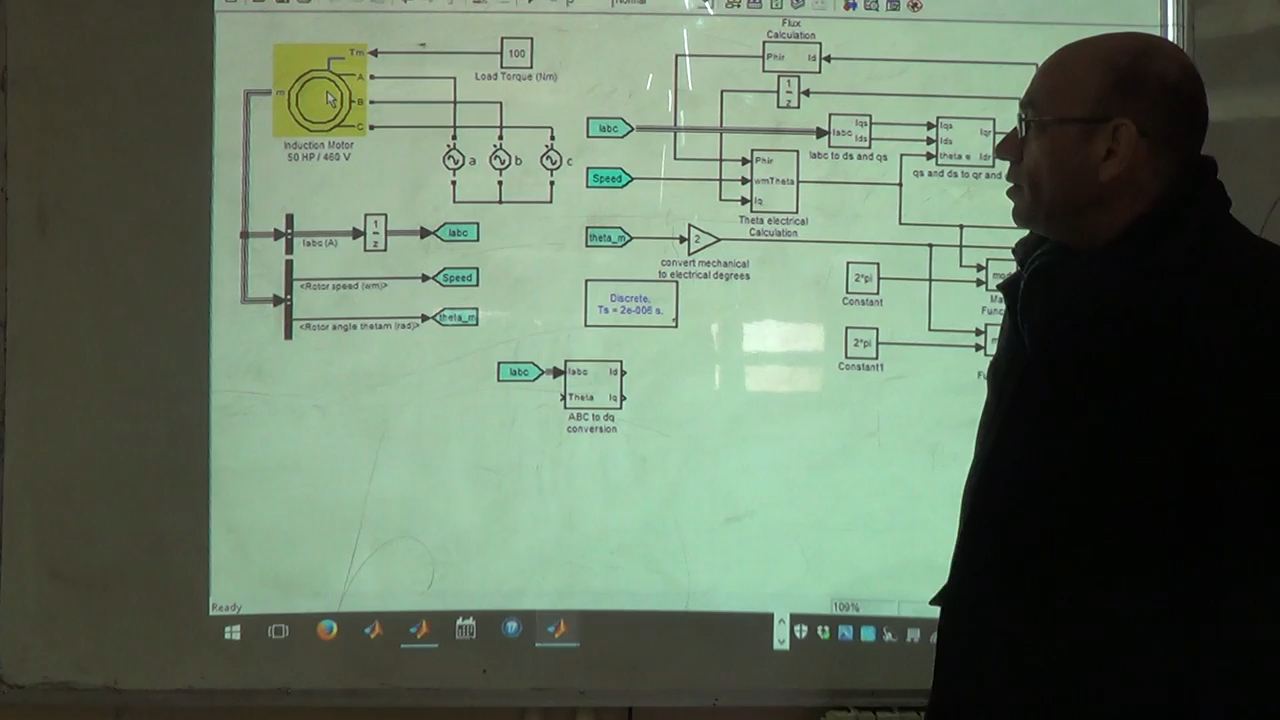 Normal
Tm
A
B
C
m
Induction Motor
50 HP / 460 V
100
Load Torque (Nm)
a
b
c
Iabc (A)
1
z
Iabc
<Rotor speed (wm)>
Speed
<Rotor angle thetam (rad)>
theta_m
Flux
Calculation
Phir
Id
1
z
Iabc
Speed
theta_m
Iabc
Iqs
Ids
Iabc to ds and qs
Iqs
Ids
theta e
Iqr
Idr
qs and ds to qr and
Phir
wmTheta
Iq
Theta electrical
Calculation
2
convert mechanical
to electrical degrees
Discrete,
Ts = 2e-006 s.
2*pi
Constant
2*pi
Constant1
Iabc
Iabc
Theta
Id
Iq
ABC to dq
conversion
Ready
109%